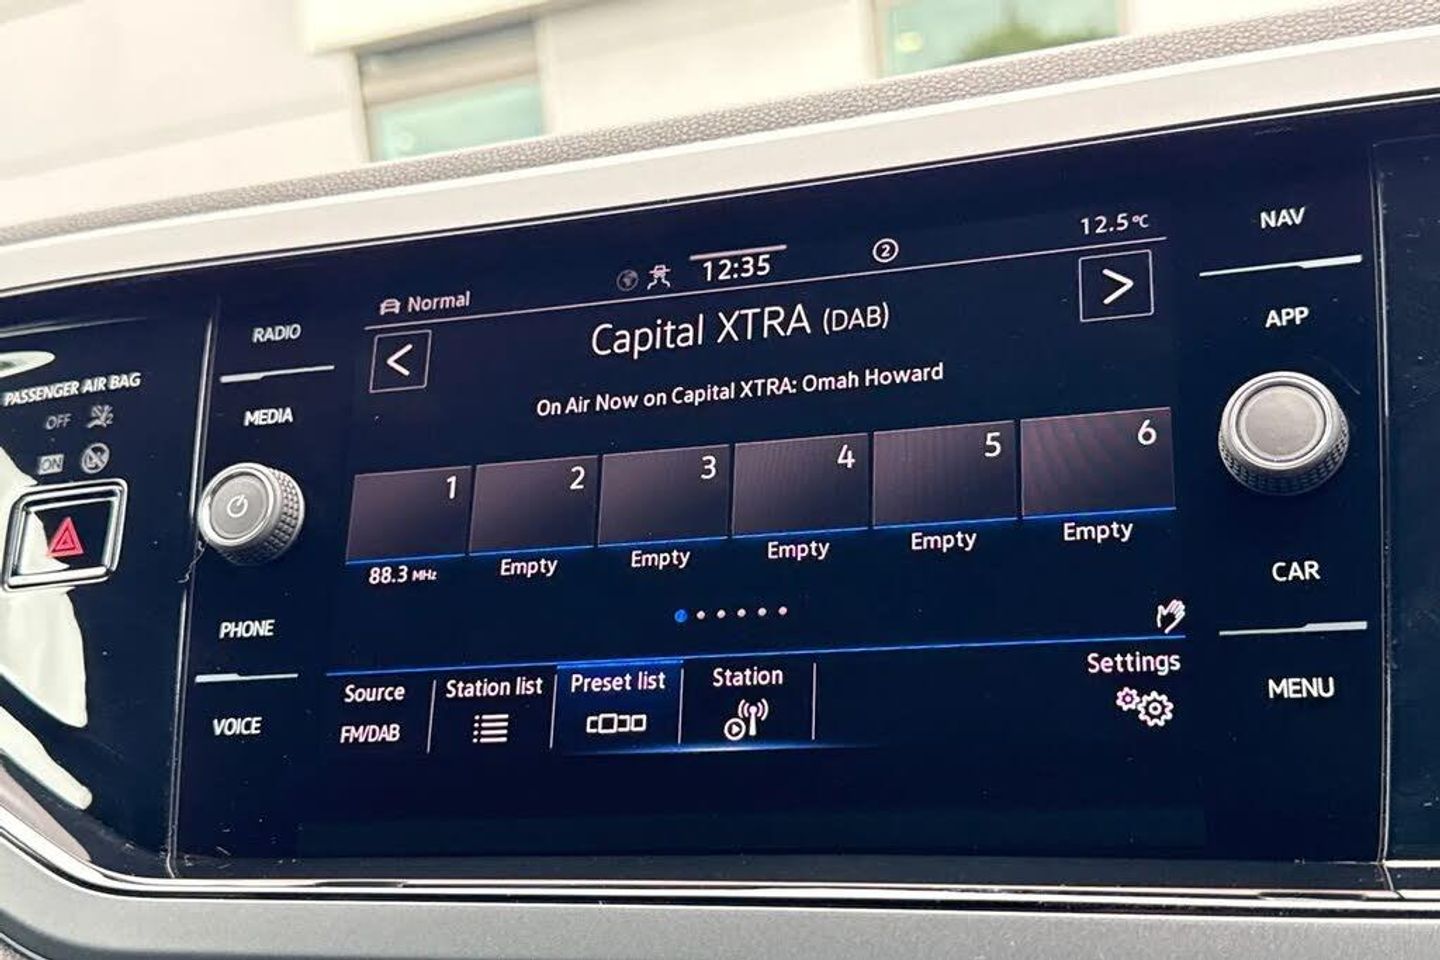 12.5°C
12:35
2
Normal
NAV
RADIO
Capital XTRA (DAB)
<
>
APP
PASSENGER AIR BAG
OFF
ON
MEDIA
On Air Now on Capital XTRA: Omah Howard
1 2 3 4 5 6
88.3 MHz Empty Empty Empty Empty Empty
CAR
PHONE
Source Station list Preset list Station Settings
FM/DAB
VOICE
MENU